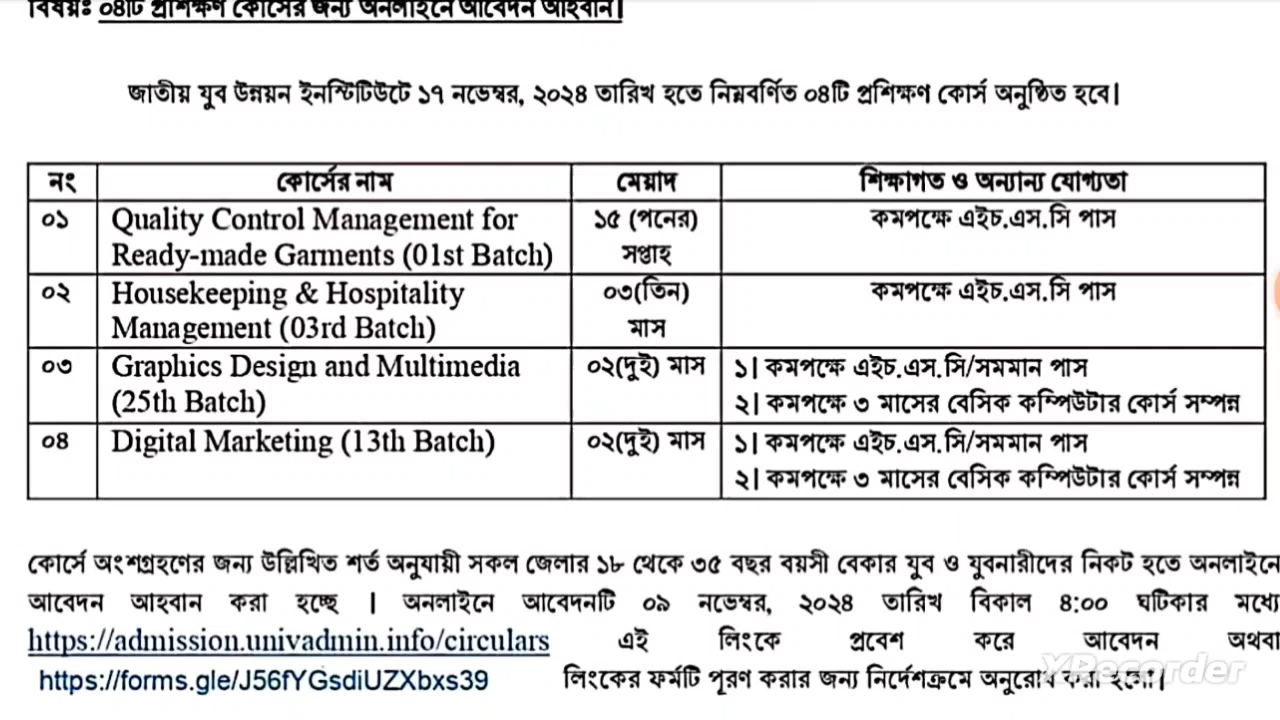 বিষয়ঃ ০৪টি প্রশিক্ষণ কোর্সের জন্য অনলাইনে আবেদন আহবান।
জাতীয় যুব উন্নয়ন ইনস্টিটিউটে ১৭ নভেম্বর, ২০২৪ তারিখ হতে নিম্নবর্ণিত ০৪টি প্রশিক্ষণ কোর্স অনুষ্ঠিত হবে।
নং কোর্সের নাম মেয়াদ শিক্ষাগত ও অন্যান্য যোগ্যতা
০১ Quality Control Management for ১৫ (পনের) কমপক্ষে এইচ.এস.সি পাস
Ready-made Garments (01st Batch) সপ্তাহ
০২ Housekeeping & Hospitality ০৩(তিন) কমপক্ষে এইচ.এস.সি পাস
Management (03rd Batch) মাস
০৩ Graphics Design and Multimedia ০২(দুই) মাস ১। কমপক্ষে এইচ.এস.সি/সমমান পাস
(25th Batch) ২। কমপক্ষে ৩ মাসের বেসিক কম্পিউটার কোর্স সম্পন্ন
০৪ Digital Marketing (13th Batch) ০২(দুই) মাস ১। কমপক্ষে এইচ.এস.সি/সমমান পাস
২। কমপক্ষে ৩ মাসের বেসিক কম্পিউটার কোর্স সম্পন্ন
কোর্সে অংশগ্রহণের জন্য উল্লিখিত শর্ত অনুযায়ী সকল জেলার ১৮ থেকে ৩৫ বছর বয়সী বেকার যুব ও যুবনারীদের নিকট হতে অনলাইনে
আবেদন আহবান করা হচ্ছে । অনলাইনে আবেদনটি ০৯ নভেম্বর, ২০২৪ তারিখ বিকাল ৪:০০ ঘটিকার মধ্যে
https://admission.univadmin.info/circulars এই লিংকে প্রবেশ করে আবেদন অথবা
https://forms.gle/J56fYGsdiUZXbxs39 লিংকের ফর্মটি পূরণ করার জন্য নির্দেশক্রমে অনুরোধ করা হলো।
XRecorder